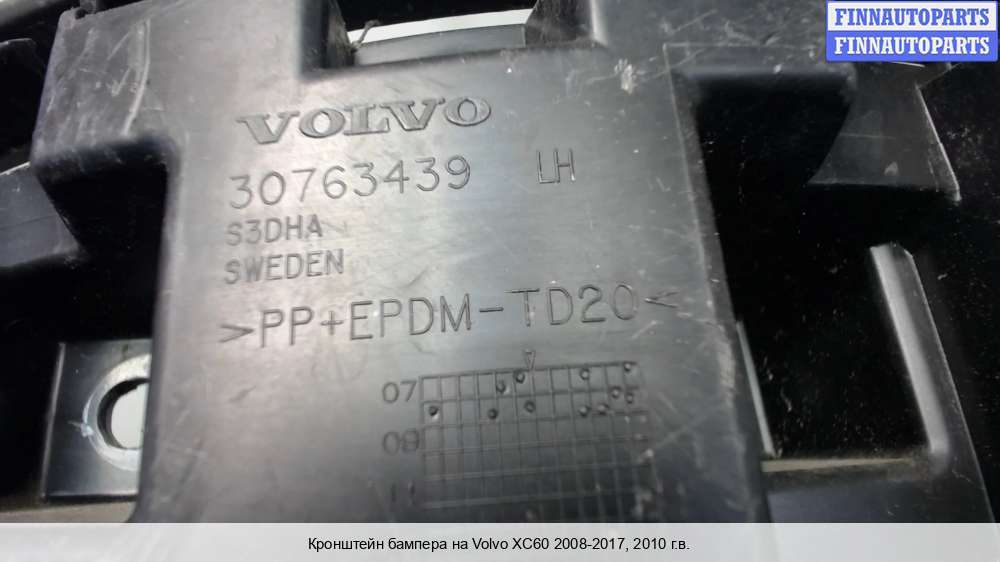 FINNAUTOPARTS
FINNAUTOPARTS
VOLVO
30763439 LH
S3DHA
SWEDEN
>PP+EPDM-TD20<
07
09
11
Кронштейн бампера на Volvo XC60 2008-2017, 2010 г.в.